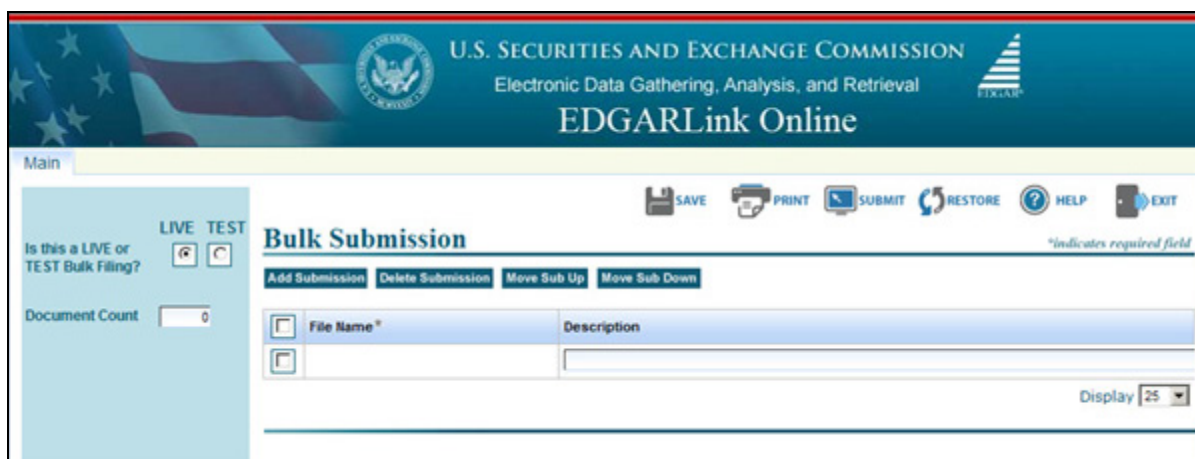 U.S. SECURITIES AND EXCHANGE COMMISSION
Electronic Data Gathering, Analysis, and Retrieval
EDGAR®
EDGARLink Online
Main
SAVE PRINT SUBMIT RESTORE HELP EXIT
LIVE TEST
Is this a LIVE or
TEST Bulk Filing?
Document Count 0
Bulk Submission
*indicates required field
Add Submission Delete Submission Move Sub Up Move Sub Down
File Name* Description
Display 25